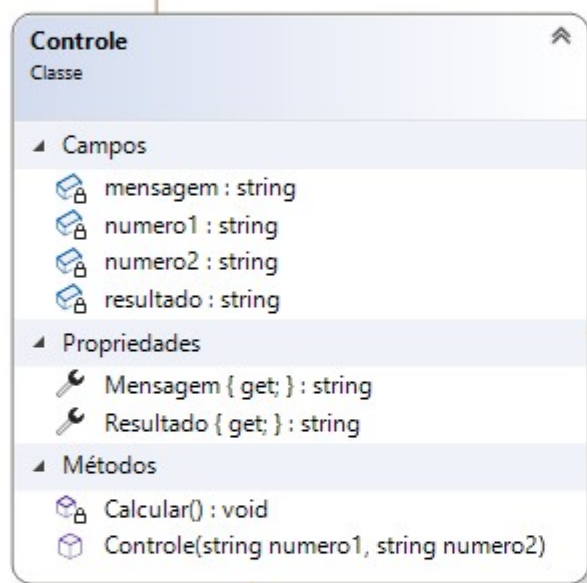 Controle
Classe
Campos
mensagem : string
numero1 : string
numero2 : string
resultado : string
Propriedades
Mensagem { get; } : string
Resultado { get; } : string
Métodos
Calcular() : void
Controle(string numero1, string numero2)